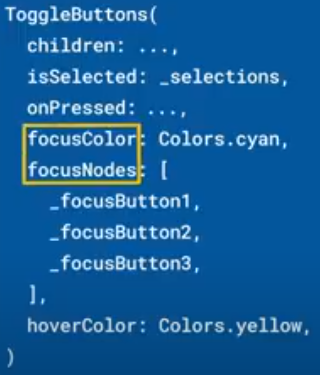 ToggleButtons(
children: ...,
isSelected: _selections,
onPressed: ...,
focusColor: Colors.cyan,
focusNodes: [
_focusButton1,
_focusButton2,
_focusButton3,
],
hoverColor: Colors.yellow,
)